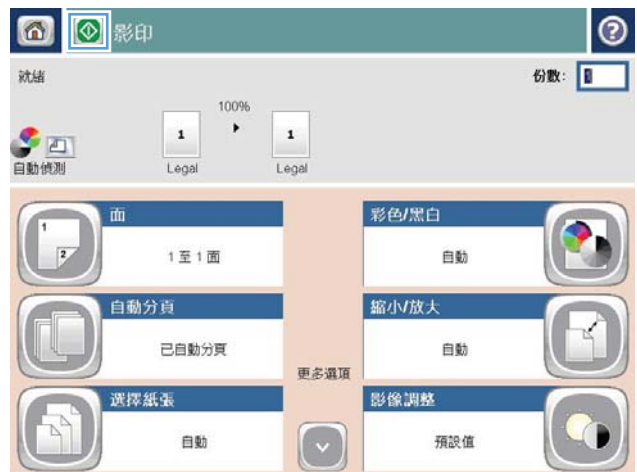 影印
就緒
份數:
100%
1
1
自動偵測
Legal
Legal
面
1
2
1 至 1 面
彩色/黑白
自動
自動分頁
已自動分頁
縮小/放大
自動
更多選項
選擇紙張
自動
影像調整
預設值